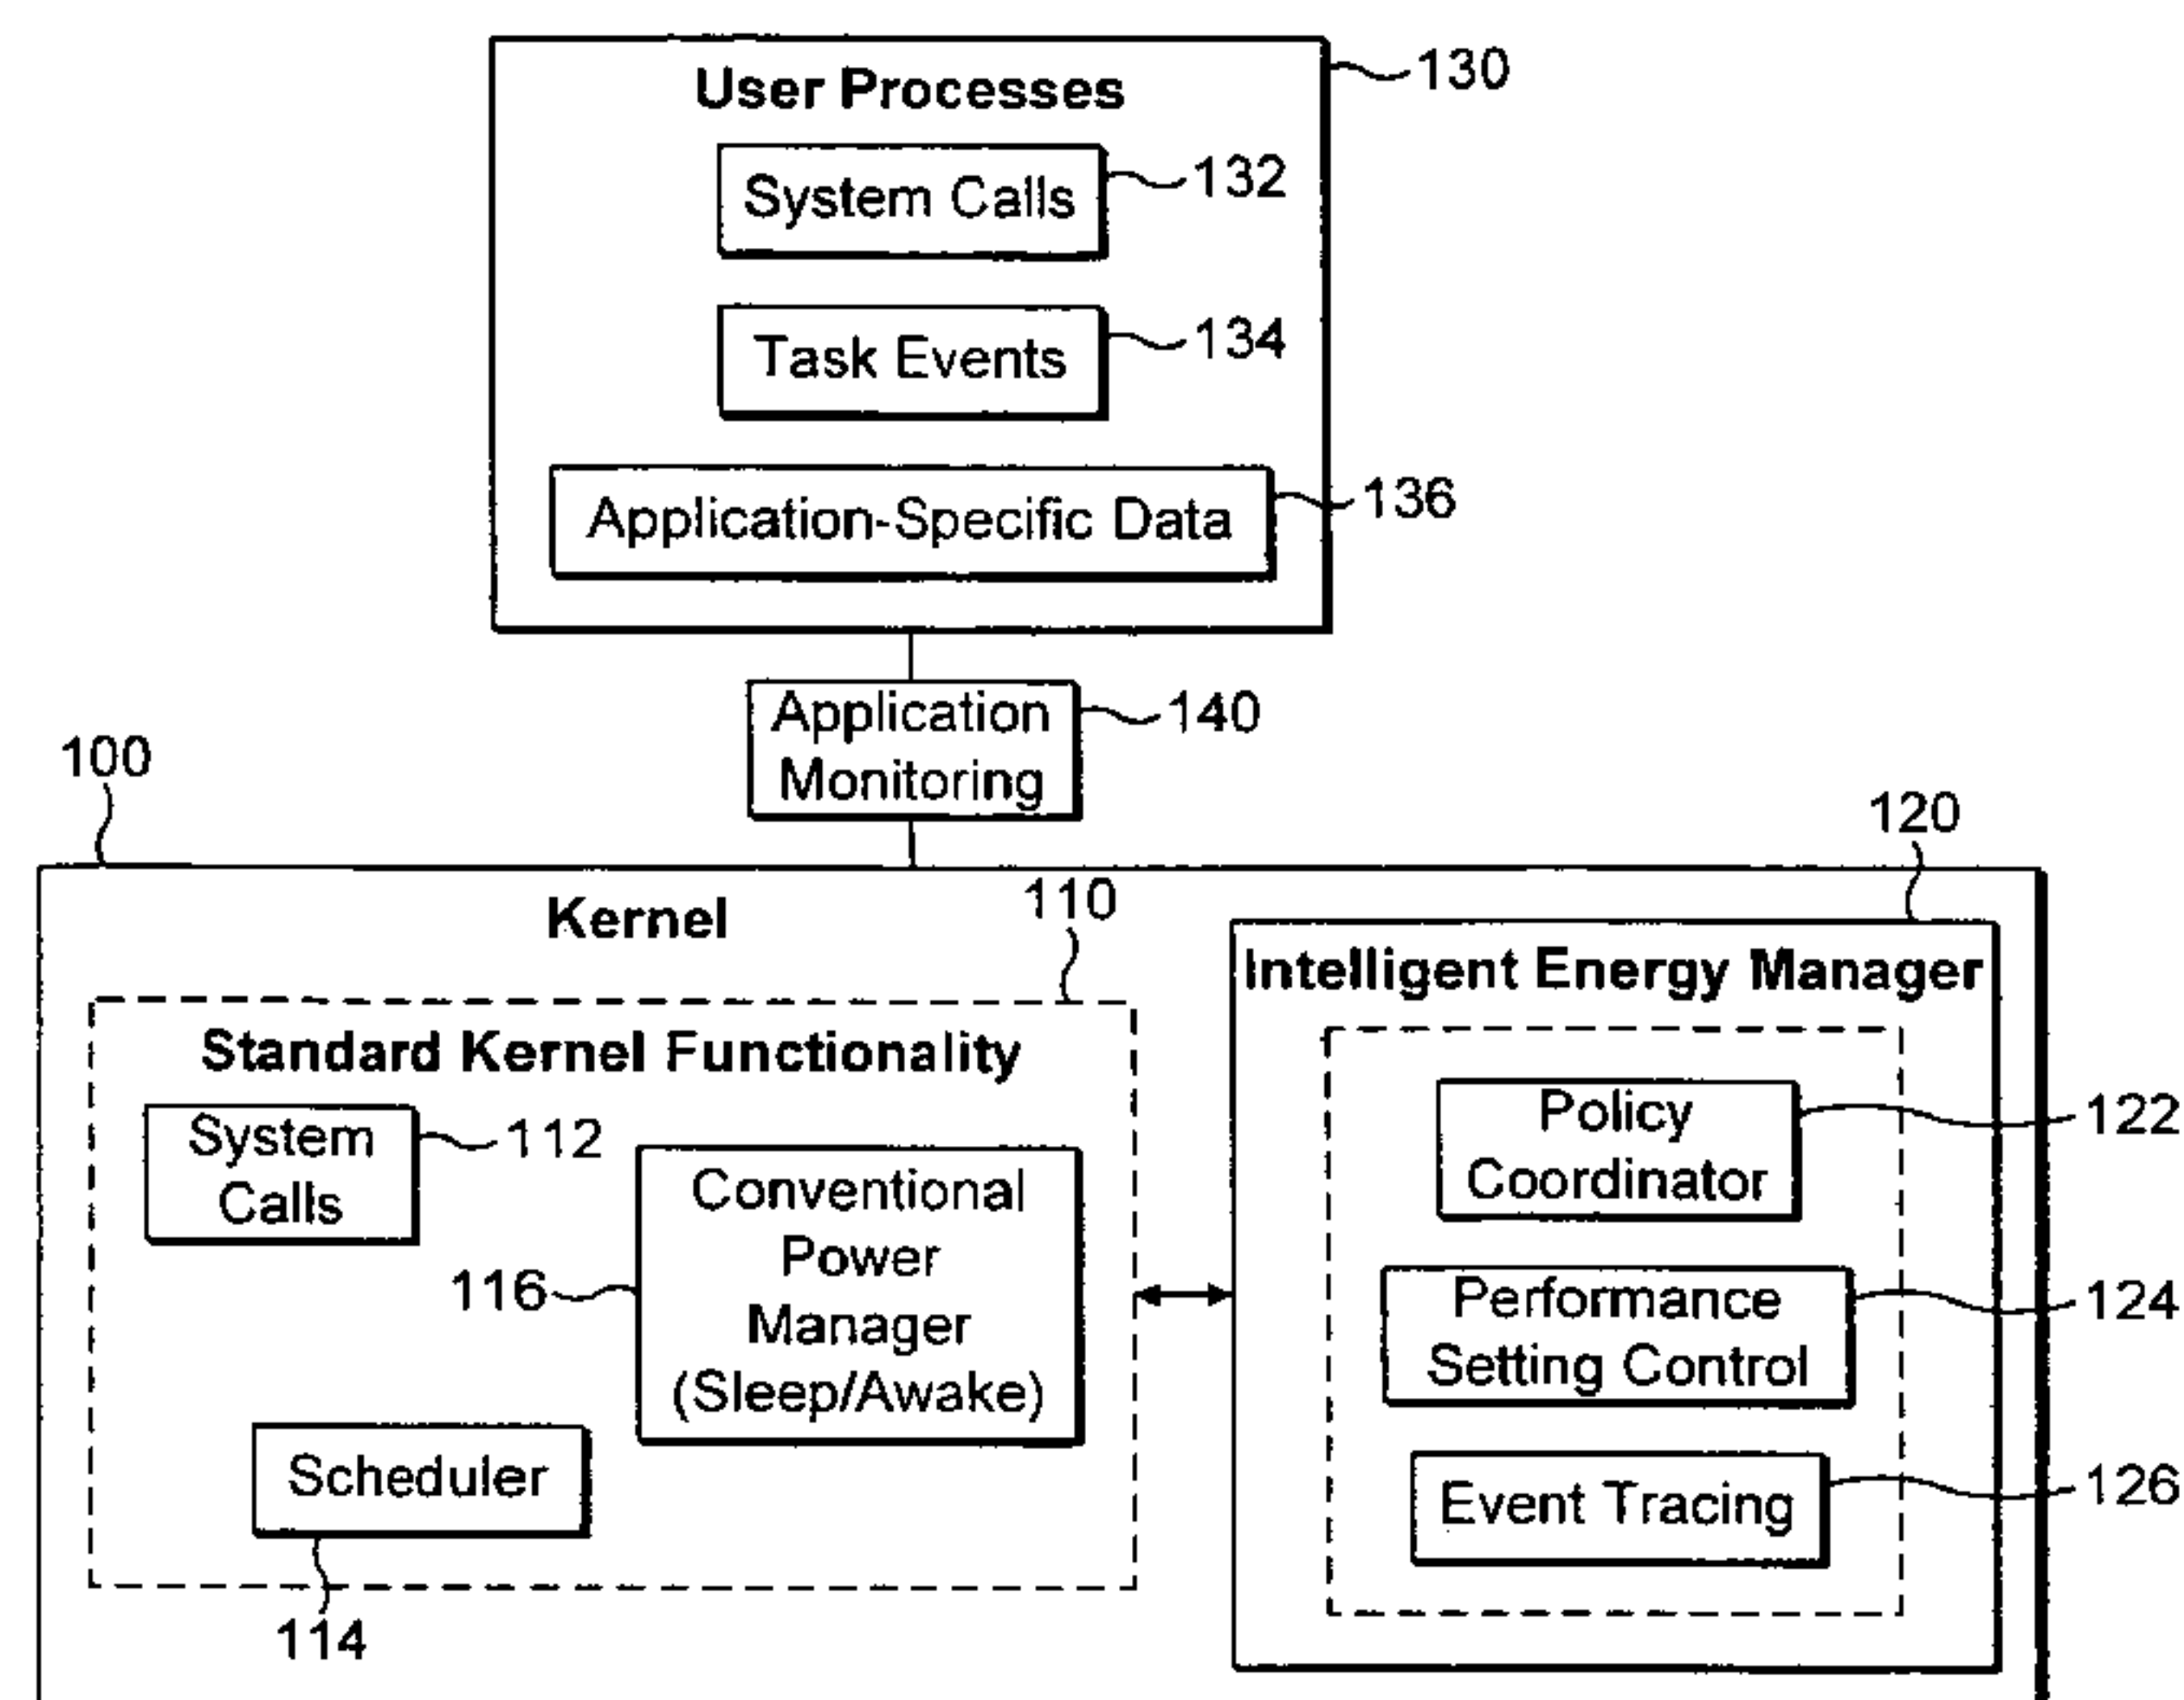 User Processes
130
System Calls
132
Task Events
134
Application-Specific Data
136
Application
Monitoring
140
100
120
Kernel
110
Intelligent Energy Manager
Standard Kernel Functionality
System
Calls
112
Conventional
Power
Manager
(Sleep/Awake)
116
Scheduler
114
Policy
Coordinator
122
Performance
Setting Control
124
Event Tracing
126